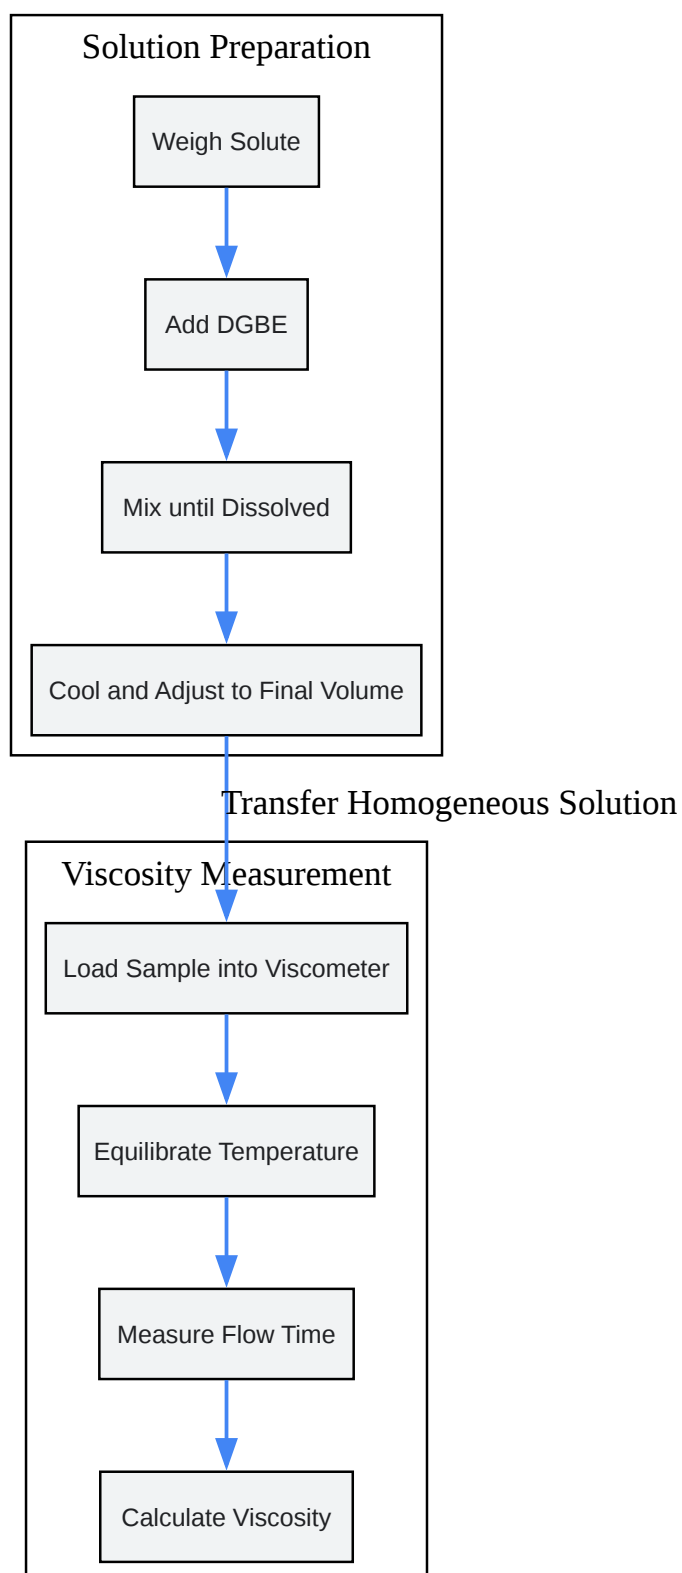 Solution Preparation
Weigh Solute
Add DGBE
Mix until Dissolved
Cool and Adjust to Final Volume
Transfer Homogeneous Solution
Viscosity Measurement
Load Sample into Viscometer
Equilibrate Temperature
Measure Flow Time
Calculate Viscosity